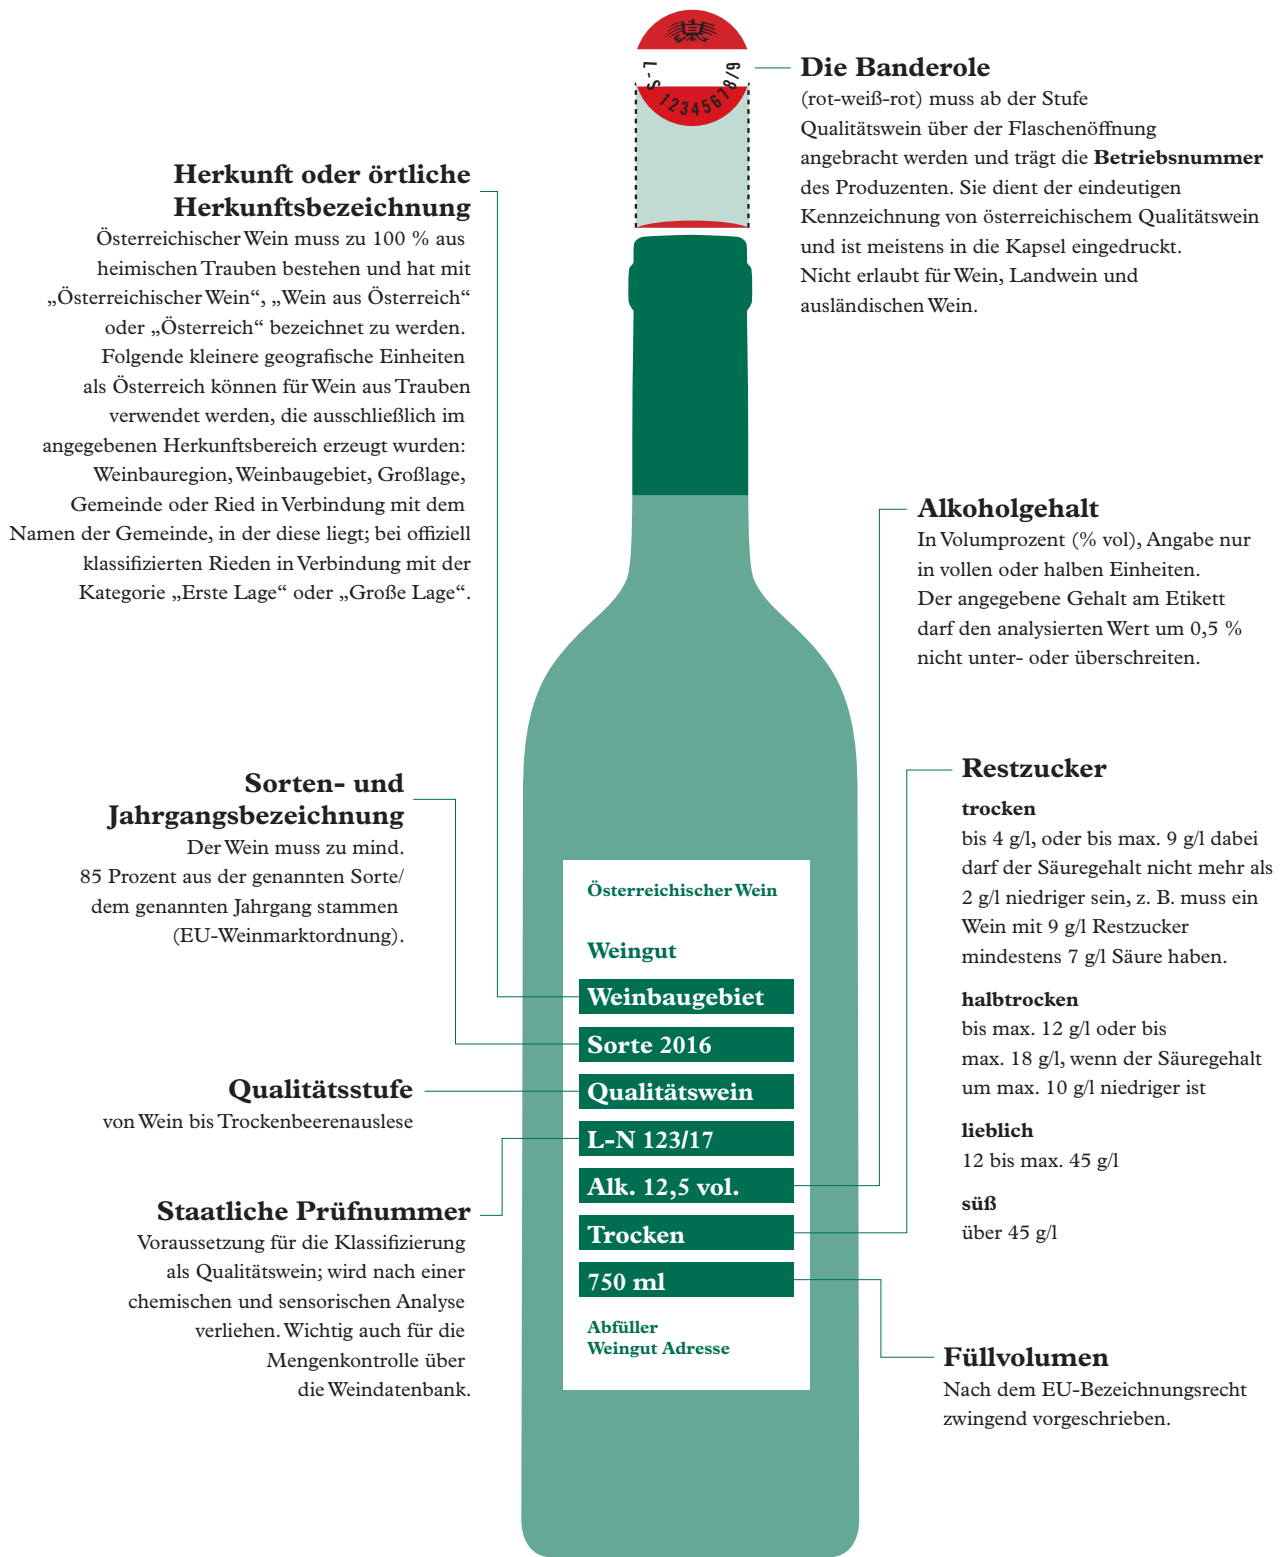 L-S 12345678/9
Die Banderole
(rot-weiß-rot) muss ab der Stufe
Qualitätswein über der Flaschenöffnung
angebracht werden und trägt die Betriebsnummer
des Produzenten. Sie dient der eindeutigen
Kennzeichnung von österreichischem Qualitätswein
und ist meistens in die Kapsel eingedruckt.
Nicht erlaubt für Wein, Landwein und
ausländischen Wein.
Herkunft oder örtliche
Herkunftsbezeichnung
Österreichischer Wein muss zu 100 % aus
heimischen Trauben bestehen und hat mit
„Österreichischer Wein“, „Wein aus Österreich“
oder „Österreich“ bezeichnet zu werden.
Folgende kleinere geografische Einheiten
als Österreich können für Wein aus Trauben
verwendet werden, die ausschließlich im
angegebenen Herkunftsbereich erzeugt wurden:
Weinbauregion, Weinbaugebiet, Großlage,
Gemeinde oder Ried in Verbindung mit dem
Namen der Gemeinde, in der diese liegt; bei offiziell
klassifizierten Rieden in Verbindung mit der
Kategorie „Erste Lage“ oder „Große Lage“.
Alkoholgehalt
In Volumprozent (% vol), Angabe nur
in vollen oder halben Einheiten.
Der angegebene Gehalt am Etikett
darf den analysierten Wert um 0,5 %
nicht unter- oder überschreiten.
Sorten- und
Jahrgangsbezeichnung
Der Wein muss zu mind.
85 Prozent aus der genannten Sorte/
dem genannten Jahrgang stammen
(EU-Weinmarktordnung).
Restzucker
trocken
bis 4 g/l, oder bis max. 9 g/l dabei
darf der Säuregehalt nicht mehr als
2 g/l niedriger sein, z. B. muss ein
Wein mit 9 g/l Restzucker
mindestens 7 g/l Säure haben.
halbtrocken
bis max. 12 g/l oder bis
max. 18 g/l, wenn der Säuregehalt
um max. 10 g/l niedriger ist
lieblich
12 bis max. 45 g/l
süß
über 45 g/l
Qualitätsstufe
von Wein bis Trockenbeerenauslese
Staatliche Prüfnummer
Voraussetzung für die Klassifizierung
als Qualitätswein; wird nach einer
chemischen und sensorischen Analyse
verliehen. Wichtig auch für die
Mengenkontrolle über
die Weindatenbank.
Österreichischer Wein
Weingut
Weinbaugebiet
Sorte 2016
Qualitätswein
L-N 123/17
Alk. 12,5 vol.
Trocken
750 ml
Abfüller
Weingut Adresse
Füllvolumen
Nach dem EU-Bezeichnungsrecht
zwingend vorgeschrieben.